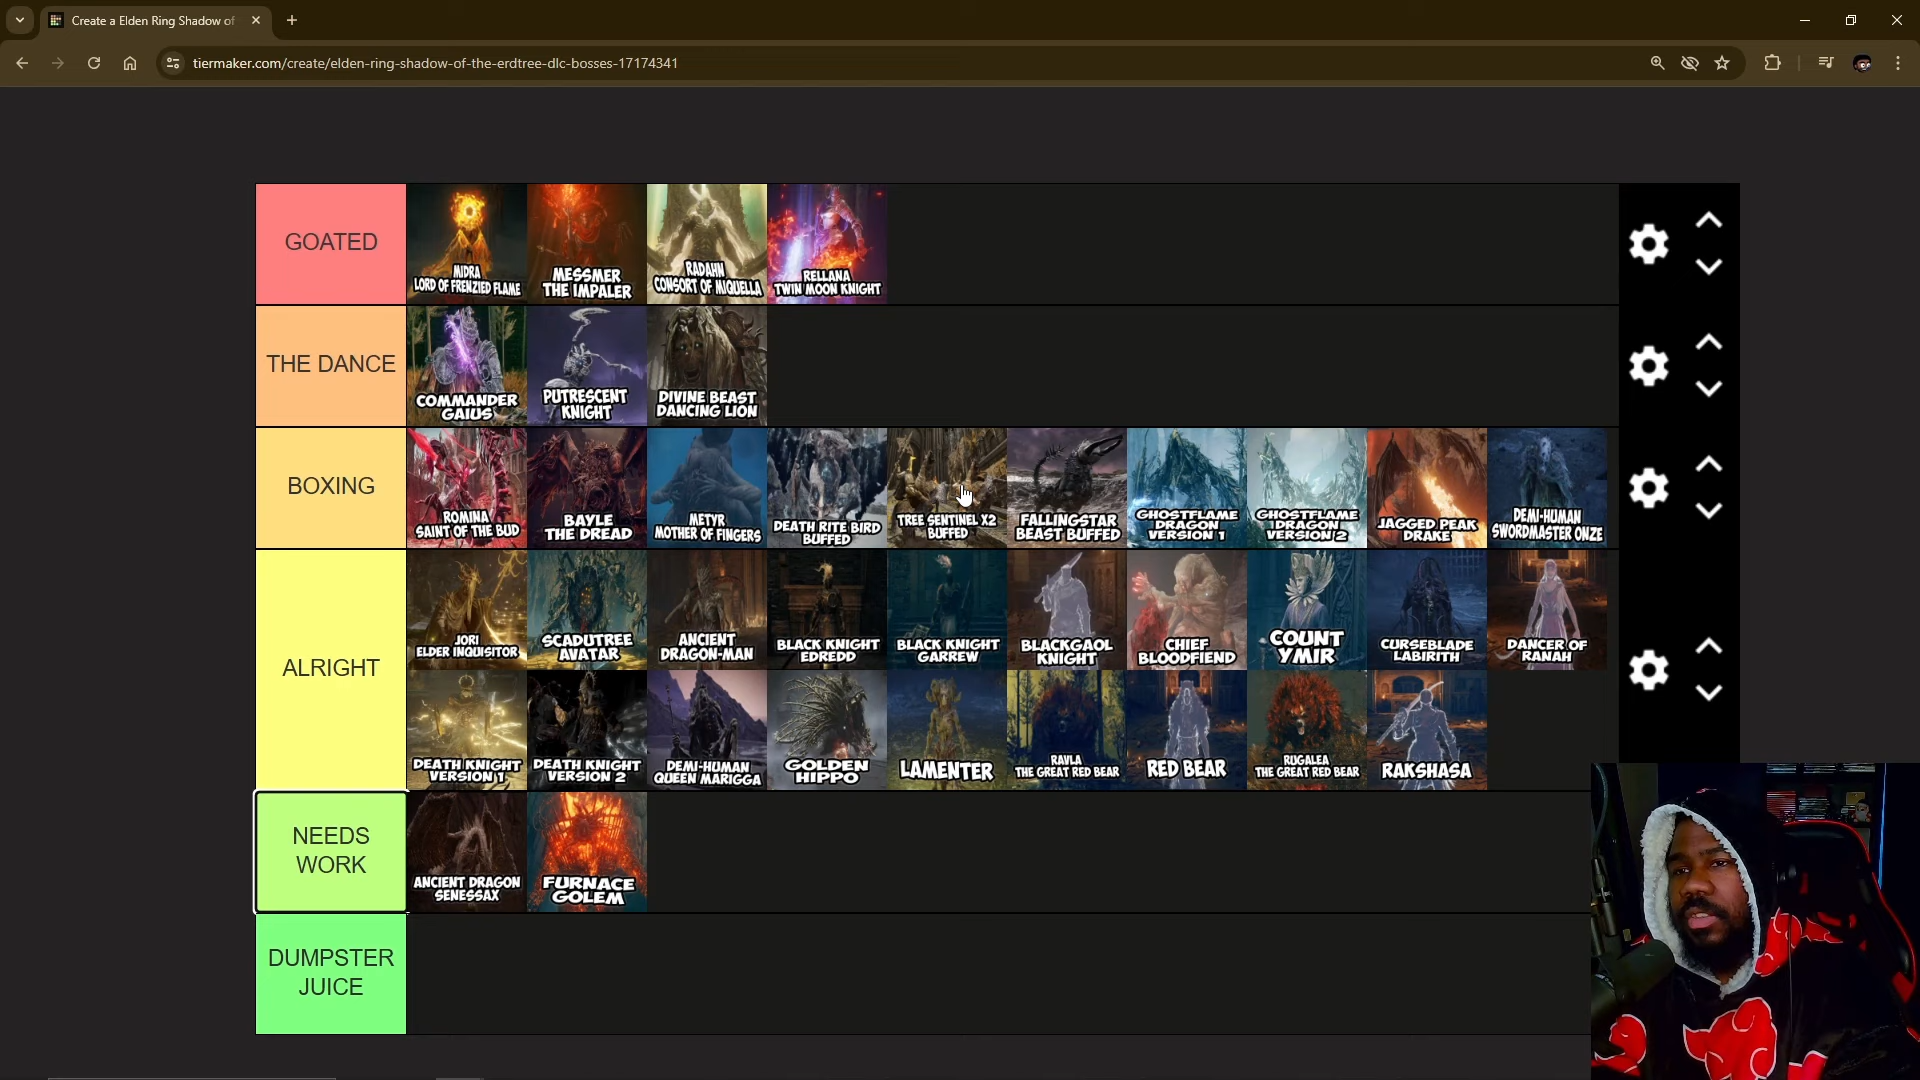 Create a Elden Ring Shadow of
tiermaker.com/create/elden-ring-shadow-of-the-erdtree-dlc-bosses-17174341
GOATED
MIDRA
LORD OF FRENZIED FLAME
MESSMER
THE IMPALER
RADAHN
CONSORT OF MIQUELLA
RELLANA
TWIN MOON KNIGHT
THE DANCE
COMMANDER
GAIUS
PUTRESCENT
KNIGHT
DIVINE BEAST
DANCING LION
BOXING
ROMINA
SAINT OF THE BUD
BAYLE
THE DREAD
METYR
MOTHER OF FINGERS
DEATH RITE BIRD
BUFFED
TREE SENTINEL X2
BUFFED
FALLINGSTAR
BEAST BUFFED
GHOSTFLAME
DRAGON
VERSION 1
GHOSTFLAME
DRAGON
VERSION 2
JAGGED PEAK
DRAKE
DEMI-HUMAN
SWORDMASTER ONZE
ALRIGHT
JORI
ELDER INQUISITOR
SCADUTREE
AVATAR
ANCIENT
DRAGON-MAN
BLACK KNIGHT
EDREDD
BLACK KNIGHT
GARREW
BLACKGAOL
KNIGHT
CHIEF
BLOODFIEND
COUNT
YMIR
CURSEBLADE
LABIRITH
DANCER OF
RANAH
DEATH KNIGHT
VERSION 1
DEATH KNIGHT
VERSION 2
DEMI-HUMAN
QUEEN MARIGGA
GOLDEN
HIPPO
LAMENTER
RAVLA
THE GREAT RED BEAR
RED BEAR
RUGALEA
THE GREAT RED BEAR
RAKSHASA
NEEDS
WORK
ANCIENT DRAGON
SENESSAX
FURNACE
GOLEM
DUMPSTER
JUICE